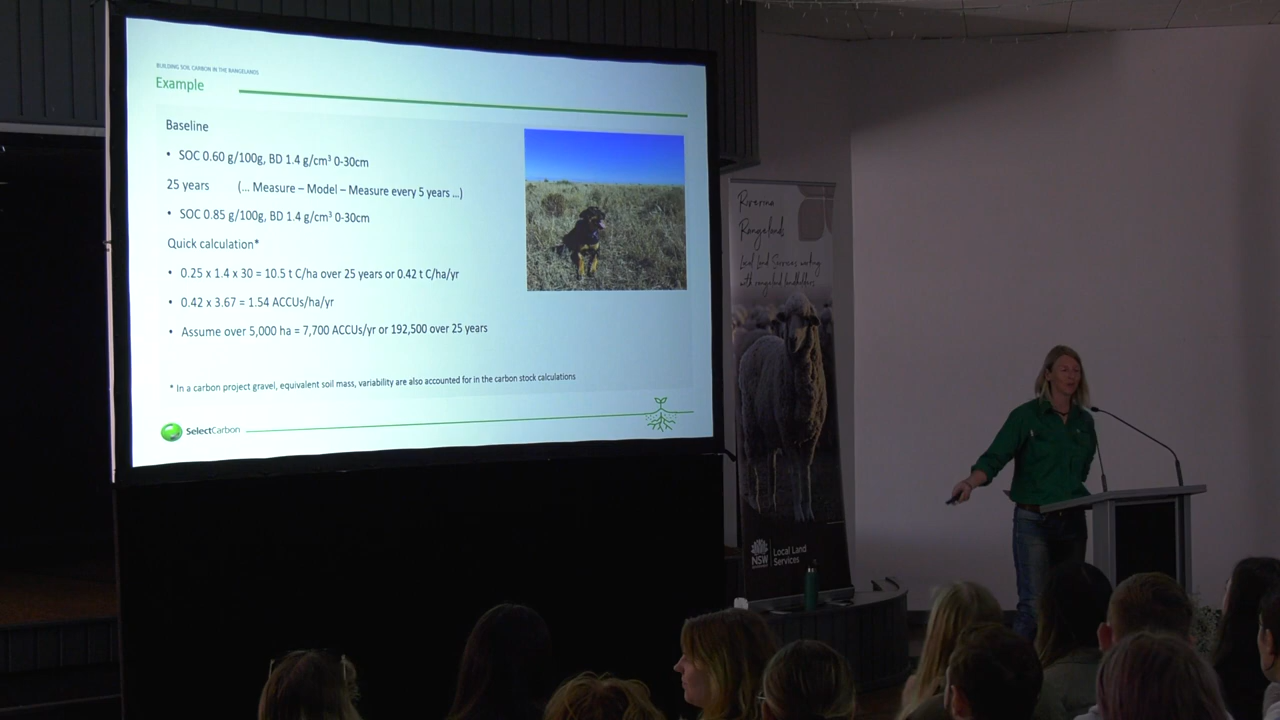 BUILDING SOIL CARBON IN THE RANGELANDS
Example
Baseline
• SOC 0.60 g/100g, BD 1.4 g/cm³ 0-30cm
25 years (... Measure – Model – Measure every 5 years ...)
• SOC 0.85 g/100g, BD 1.4 g/cm³ 0-30cm
Quick calculation*
• 0.25 x 1.4 x 30 = 10.5 t C/ha over 25 years or 0.42 t C/ha/yr
• 0.42 x 3.67 = 1.54 ACCUs/ha/yr
• Assume over 5,000 ha = 7,700 ACCUs/yr or 192,500 over 25 years
* In a carbon project gravel, equivalent soil mass, variability are also accounted for in the carbon stock calculations
SelectCarbon
Riverina
Rangelands
Local Land Services working
with rangeland landholders
NSW
Local Land
Services